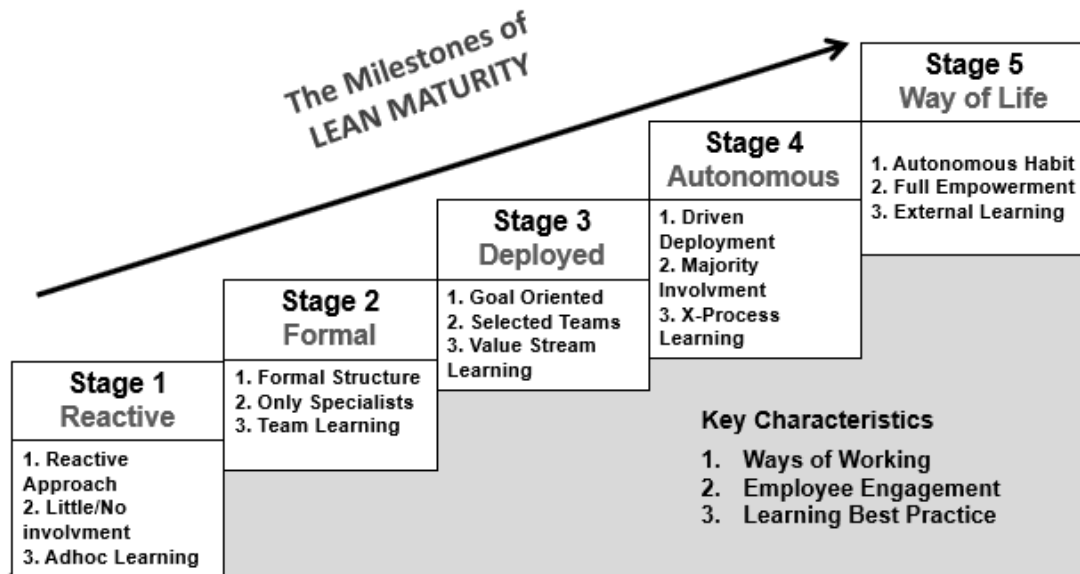 The Milestones of
LEAN MATURITY
Stage 1
Reactive
1. Reactive
Approach
2. Little/No
involvment
3. Adhoc Learning
Stage 2
Formal
1. Formal Structure
2. Only Specialists
3. Team Learning
Stage 3
Deployed
1. Goal Oriented
2. Selected Teams
3. Value Stream
Learning
Stage 4
Autonomous
1. Driven
Deployment
2. Majority
Involvment
3. X-Process
Learning
Stage 5
Way of Life
1. Autonomous Habit
2. Full Empowerment
3. External Learning
Key Characteristics
1. Ways of Working
2. Employee Engagement
3. Learning Best Practice